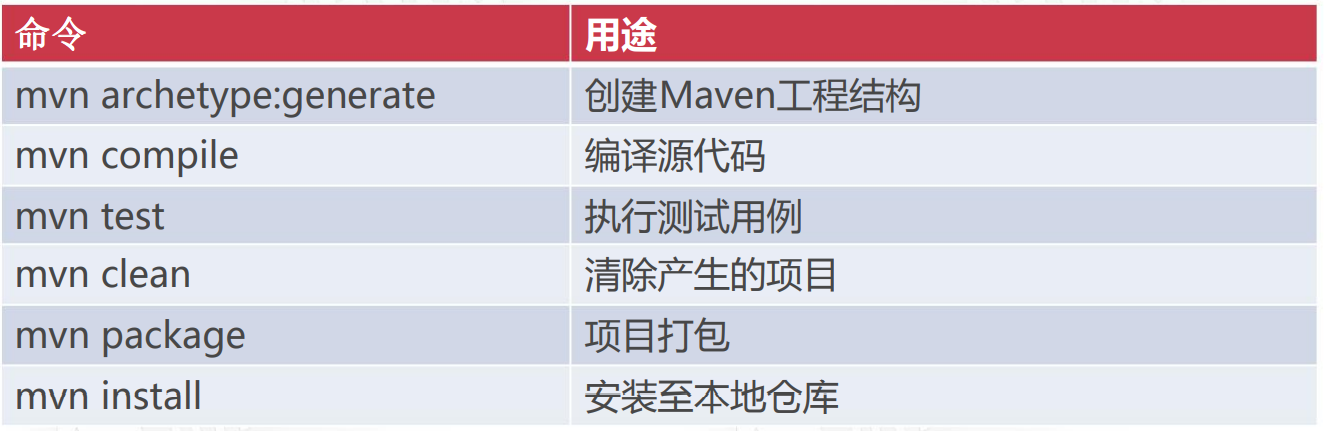 命令 用途
mvn archetype:generate 创建Maven工程结构
mvn compile 编译源代码
mvn test 执行测试用例
mvn clean 清除产生的项目
mvn package 项目打包
mvn install 安装至本地仓库